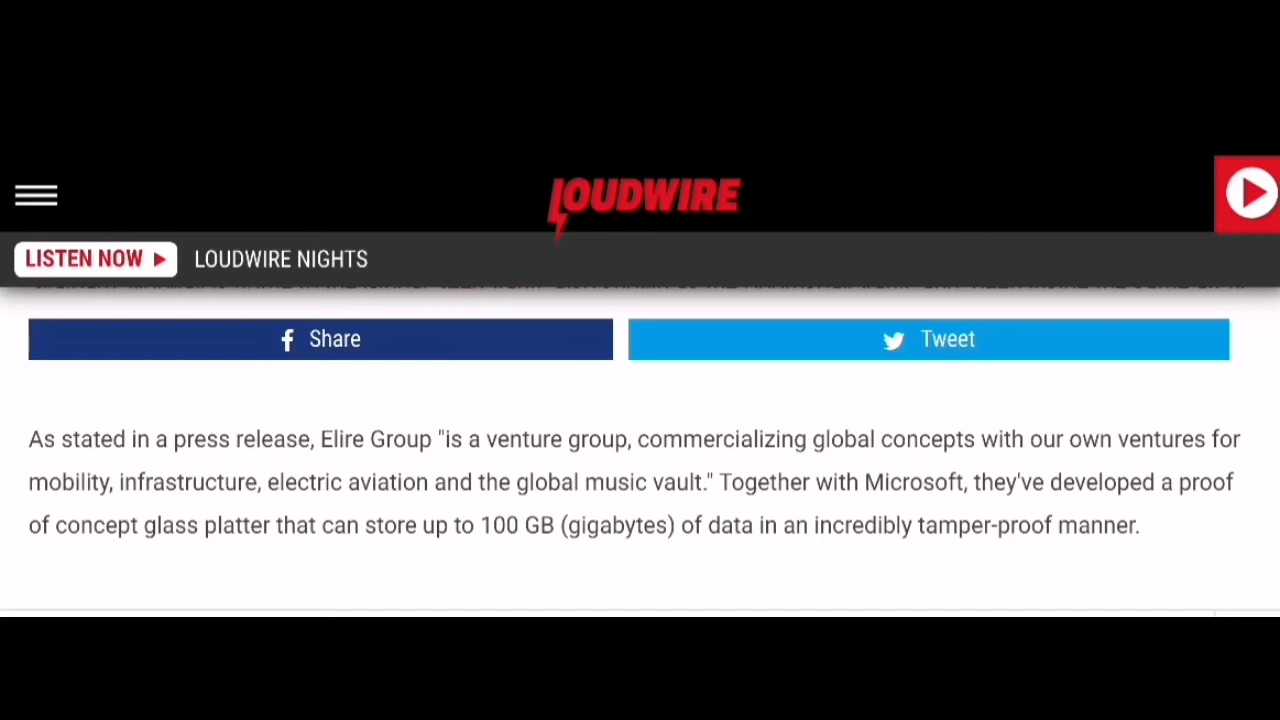 LOUDWIRE
LISTEN NOW
LOUDWIRE NIGHTS
Share
Tweet
As stated in a press release, Elire Group "is a venture group, commercializing global concepts with our own ventures for
mobility, infrastructure, electric aviation and the global music vault." Together with Microsoft, they've developed a proof
of concept glass platter that can store up to 100 GB (gigabytes) of data in an incredibly tamper-proof manner.